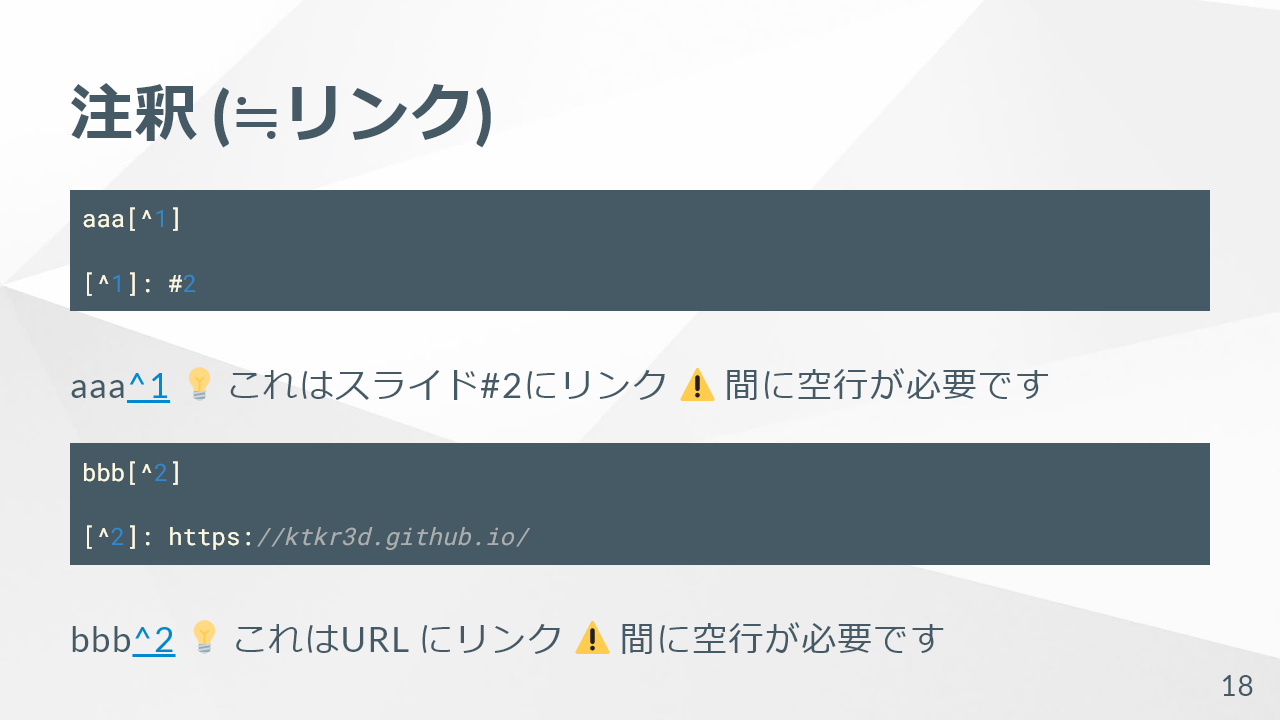 注釈 (≒リンク)
aaa[^1]
[^1]: #2
aaa^1 💡 これはスライド#2にリンク ⚠️ 間に空行が必要です
bbb[^2]
[^2]: https://ktkr3d.github.io/
bbb^2 💡 これはURL にリンク ⚠️ 間に空行が必要です
18